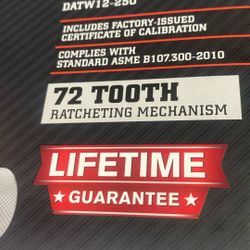 DATW12-250
INCLUDES FACTORY-ISSUED
CERTIFICATE OF CALIBRATION
COMPLIES WITH
STANDARD ASME B107.300-2010
72 TOOTH
RATCHETING MECHANISM
LIFETIME
★ GUARANTEE ★